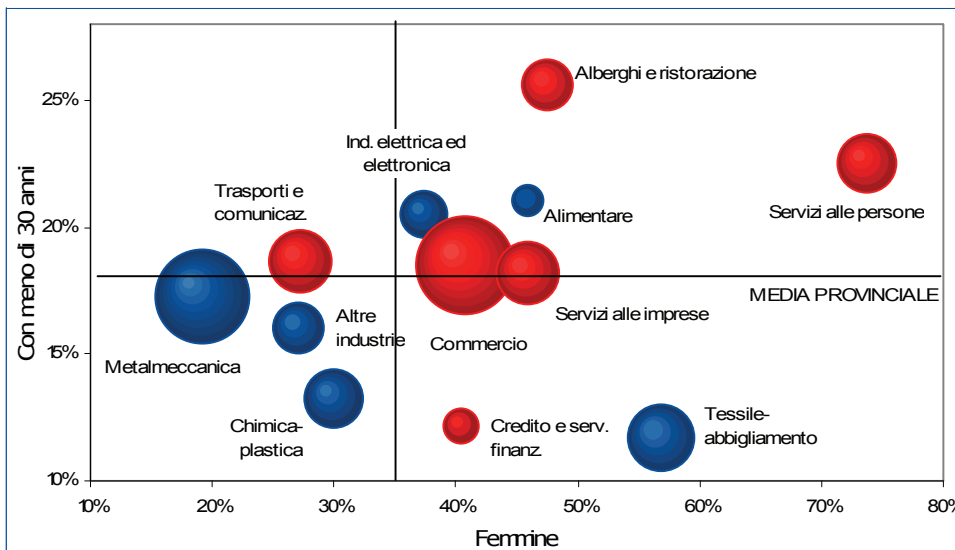 25%
20%
15%
10%
Con meno di 30 anni
Alberghi e ristorazione
Ind. elettrica ed
elettronica
Trasporti e
comunicaz.
Alimentare
Servizi alle persone
MEDIA PROVINCIALE
Altre
industrie
Servizi alle imprese
Commercio
Metalmeccanica
Chimica-
plastica
Credito e serv.
finanz.
Tessile-
abbigliamento
10%
20%
30%
40%
50%
60%
70%
80%
Femmine